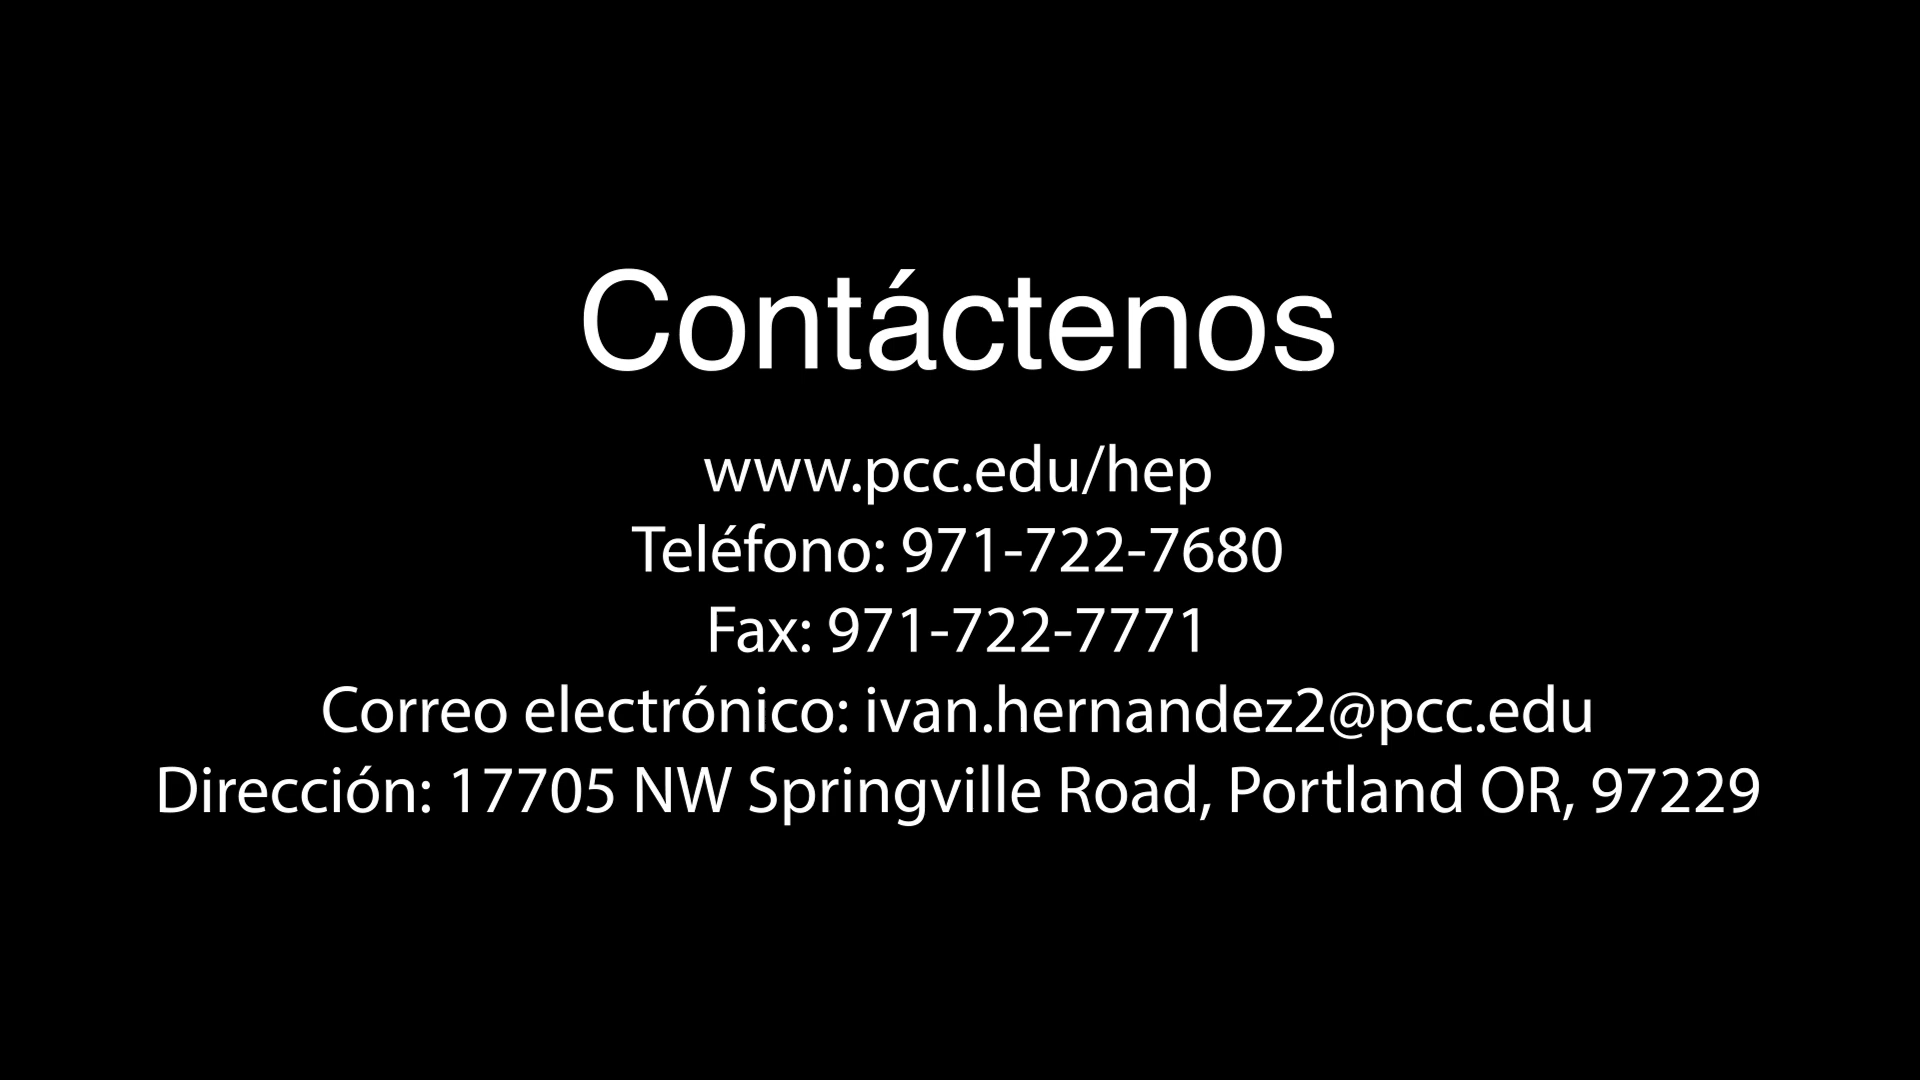 Contáctenos
www.pcc.edu/hep
Teléfono: 971-722-7680
Fax: 971-722-7771
Correo electrónico: ivan.hernandez2@pcc.edu
Dirección: 17705 NW Springville Road, Portland OR, 97229